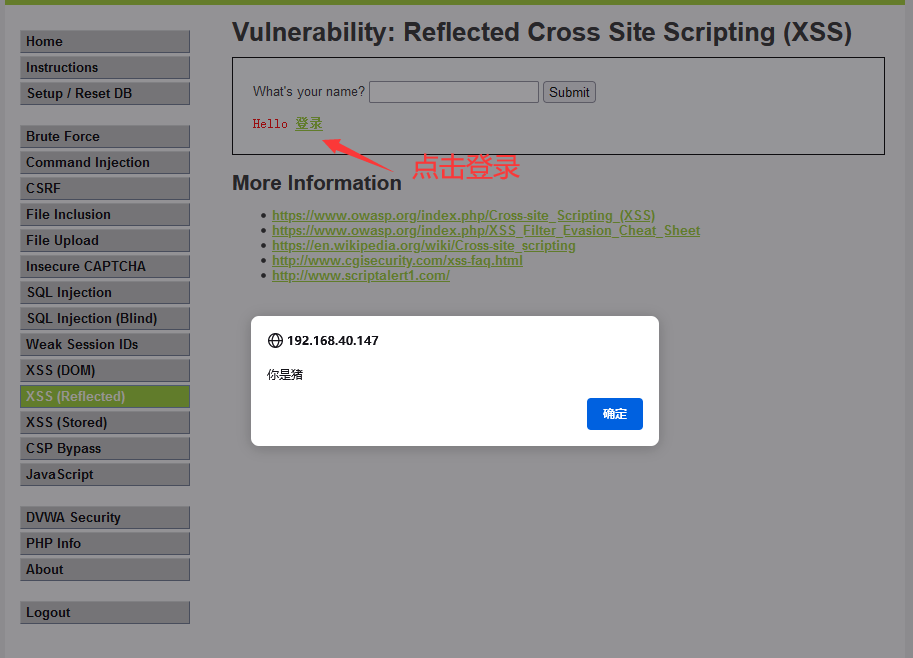 Home
Instructions
Setup / Reset DB
Brute Force
Command Injection
CSRF
File Inclusion
File Upload
Insecure CAPTCHA
SQL Injection
SQL Injection (Blind)
Weak Session IDs
XSS (DOM)
XSS (Reflected)
XSS (Stored)
CSP Bypass
JavaScript
DVWA Security
PHP Info
About
Logout
Vulnerability: Reflected Cross Site Scripting (XSS)
What's your name? Submit
Hello 登录
点击登录
More Information
https://www.owasp.org/index.php/Cross-site_Scripting_(XSS)
https://www.owasp.org/index.php/XSS_Filter_Evasion_Cheat_Sheet
https://en.wikipedia.org/wiki/Cross-site_scripting
http://www.cgisecurity.com/xss-faq.html
http://www.scriptalert1.com/
192.168.40.147
你是猪
确定